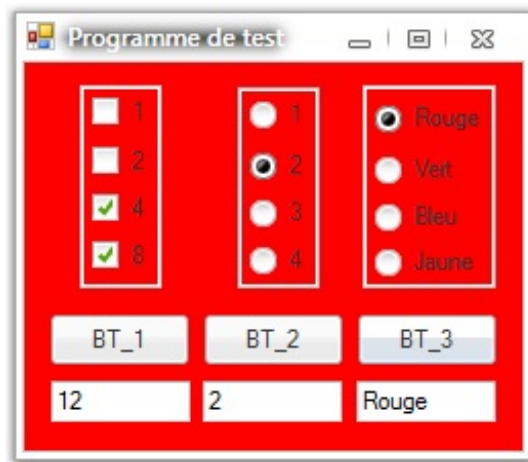 Programme de test
1
2
4
8
1
2
3
4
Rouge
Vert
Bleu
Jaune
BT_1 BT_2 BT_3
12 2 Rouge